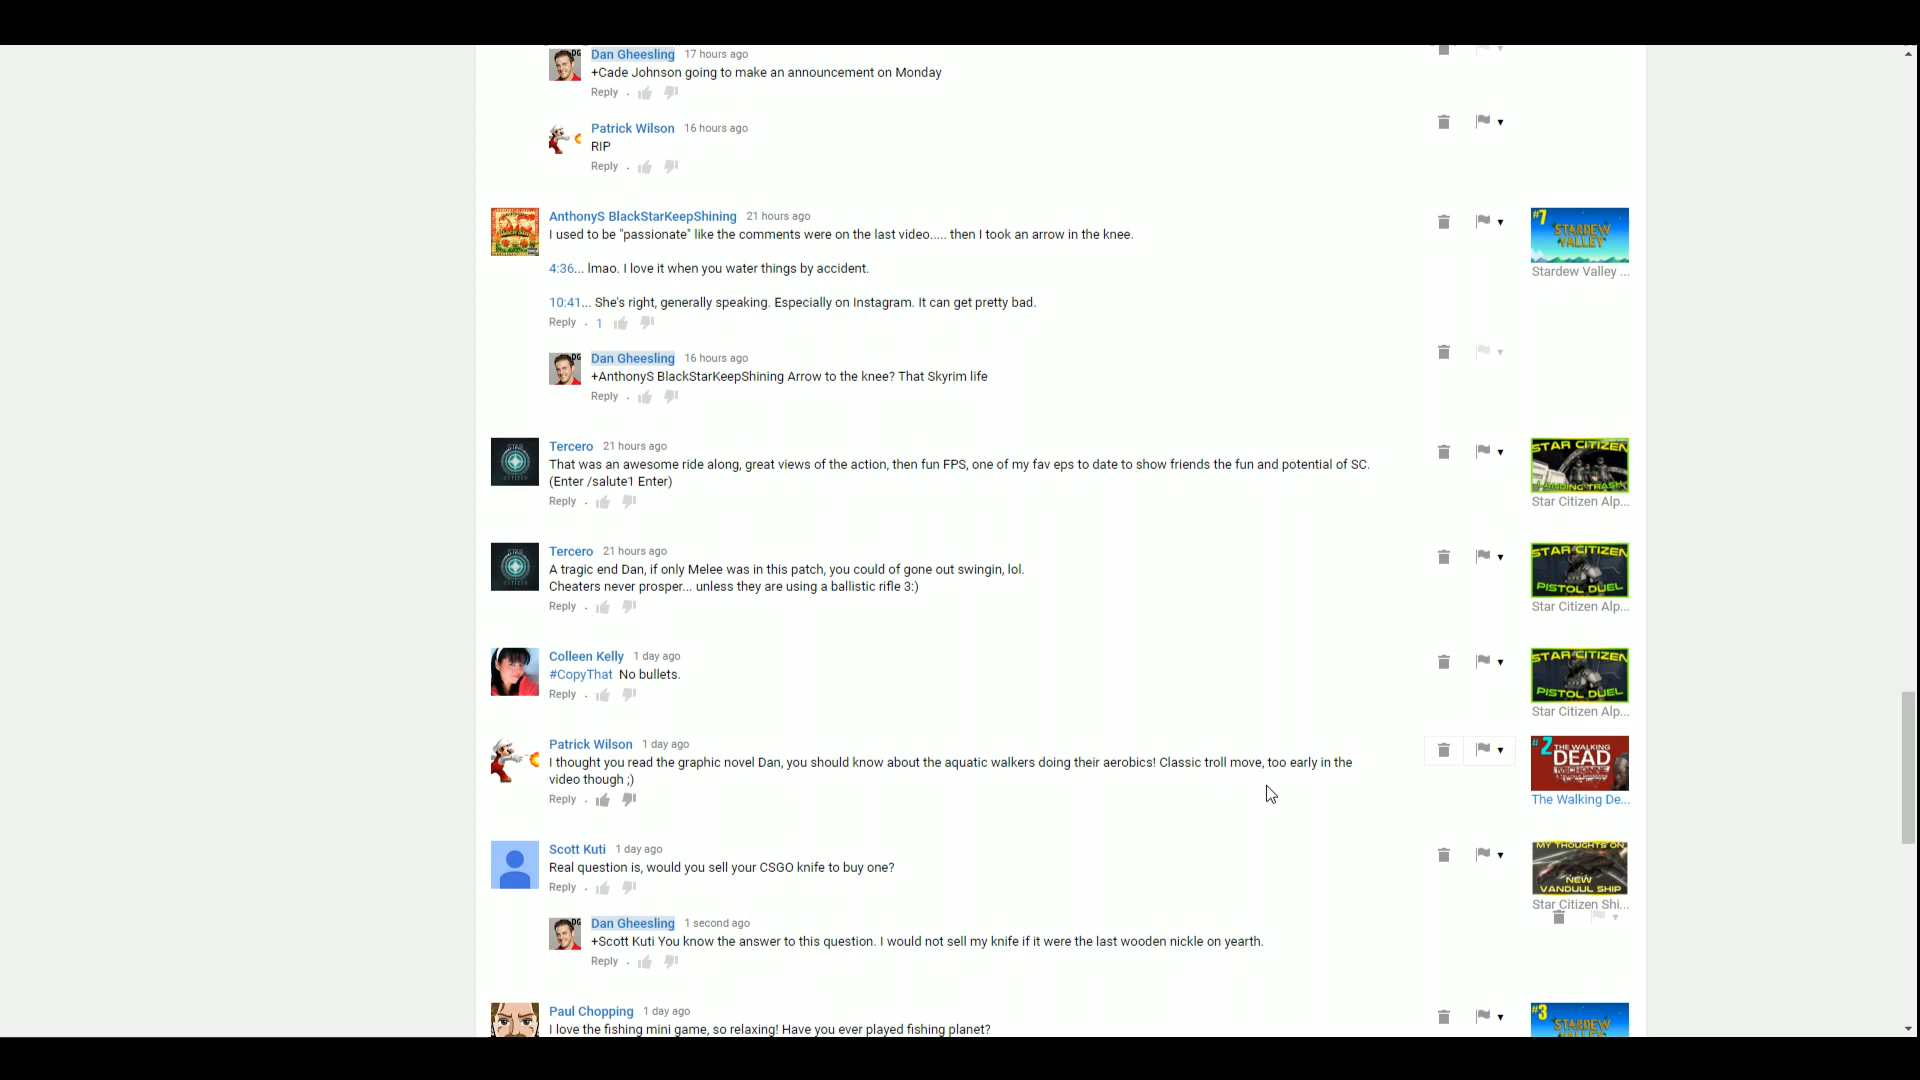 Dan Gheesling 17 hours ago
+Cade Johnson going to make an announcement on Monday
Reply
Patrick Wilson 16 hours ago
RIP
Reply
AnthonyS BlackStarKeepShining 21 hours ago
I used to be "passionate" like the comments were on the last video..... then I took an arrow in the knee.
4:36... lmao. I love it when you water things by accident.
10:41... She's right, generally speaking. Especially on Instagram. It can get pretty bad.
Reply · 1
#7
STARDEW
VALLEY
Stardew Valley ...
Dan Gheesling 16 hours ago
+AnthonyS BlackStarKeepShining Arrow to the knee? That Skyrim life
Reply
Tercero 21 hours ago
That was an awesome ride along, great views of the action, then fun FPS, one of my fav eps to date to show friends the fun and potential of SC.
(Enter /salute1 Enter)
Reply
STAR CITIZEN
LANDING TRASH
Star Citizen Alp...
Tercero 21 hours ago
A tragic end Dan, if only Melee was in this patch, you could of gone out swingin, lol.
Cheaters never prosper... unless they are using a ballistic rifle 3:)
Reply
STAR CITIZEN
PISTOL DUEL
Star Citizen Alp...
Colleen Kelly 1 day ago
#CopyThat No bullets.
Reply
STAR CITIZEN
PISTOL DUEL
Star Citizen Alp...
Patrick Wilson 1 day ago
I thought you read the graphic novel Dan, you should know about the aquatic walkers doing their aerobics! Classic troll move, too early in the
video though ;)
Reply
#2 THE WALKING
DEAD
MICHONNE
The Walking De...
Scott Kuti 1 day ago
Real question is, would you sell your CSGO knife to buy one?
Reply
MY THOUGHTS ON
NEW
VANDUUL SHIP
Star Citizen Shi...
Dan Gheesling 1 second ago
+Scott Kuti You know the answer to this question. I would not sell my knife if it were the last wooden nickle on yearth.
Reply
Paul Chopping 1 day ago
I love the fishing mini game, so relaxing! Have you ever played fishing planet?
#3
STARDEW
VALLEY